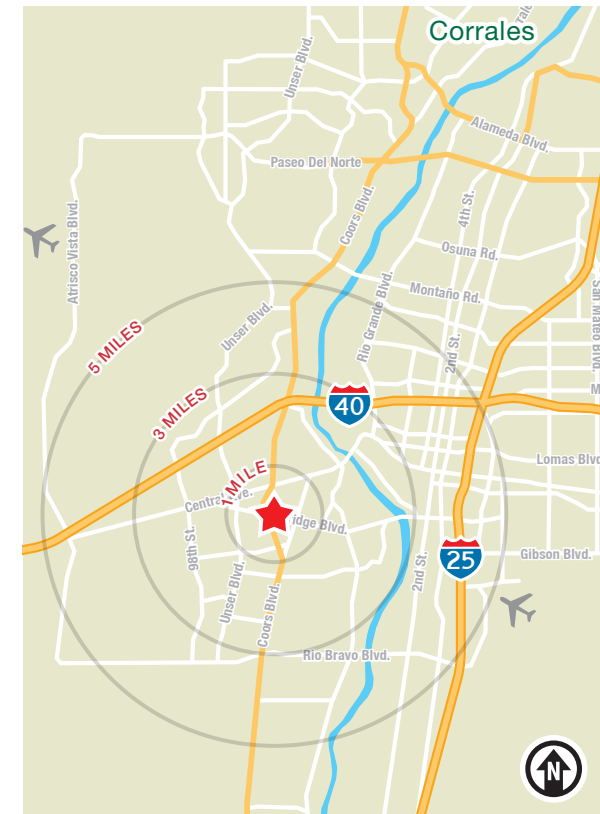 Corrales
Unser Blvd.
Alameda Blvd.
Paseo Del Norte
Coors Blvd.
4th St.
Atrisco Vista Blvd.
Osuna Rd.
Montaño Rd.
Rio Grande Blvd.
San Mateo Blvd.
Unser Blvd.
2nd St.
5 MILES
3 MILES
40
M
Lomas Blvd
1 MILE
Central Ave.
idge Blvd.
98th St.
25
Gibson Blvd.
2nd St.
Unser Blvd.
Coors Blvd.
Rio Bravo Blvd.
N